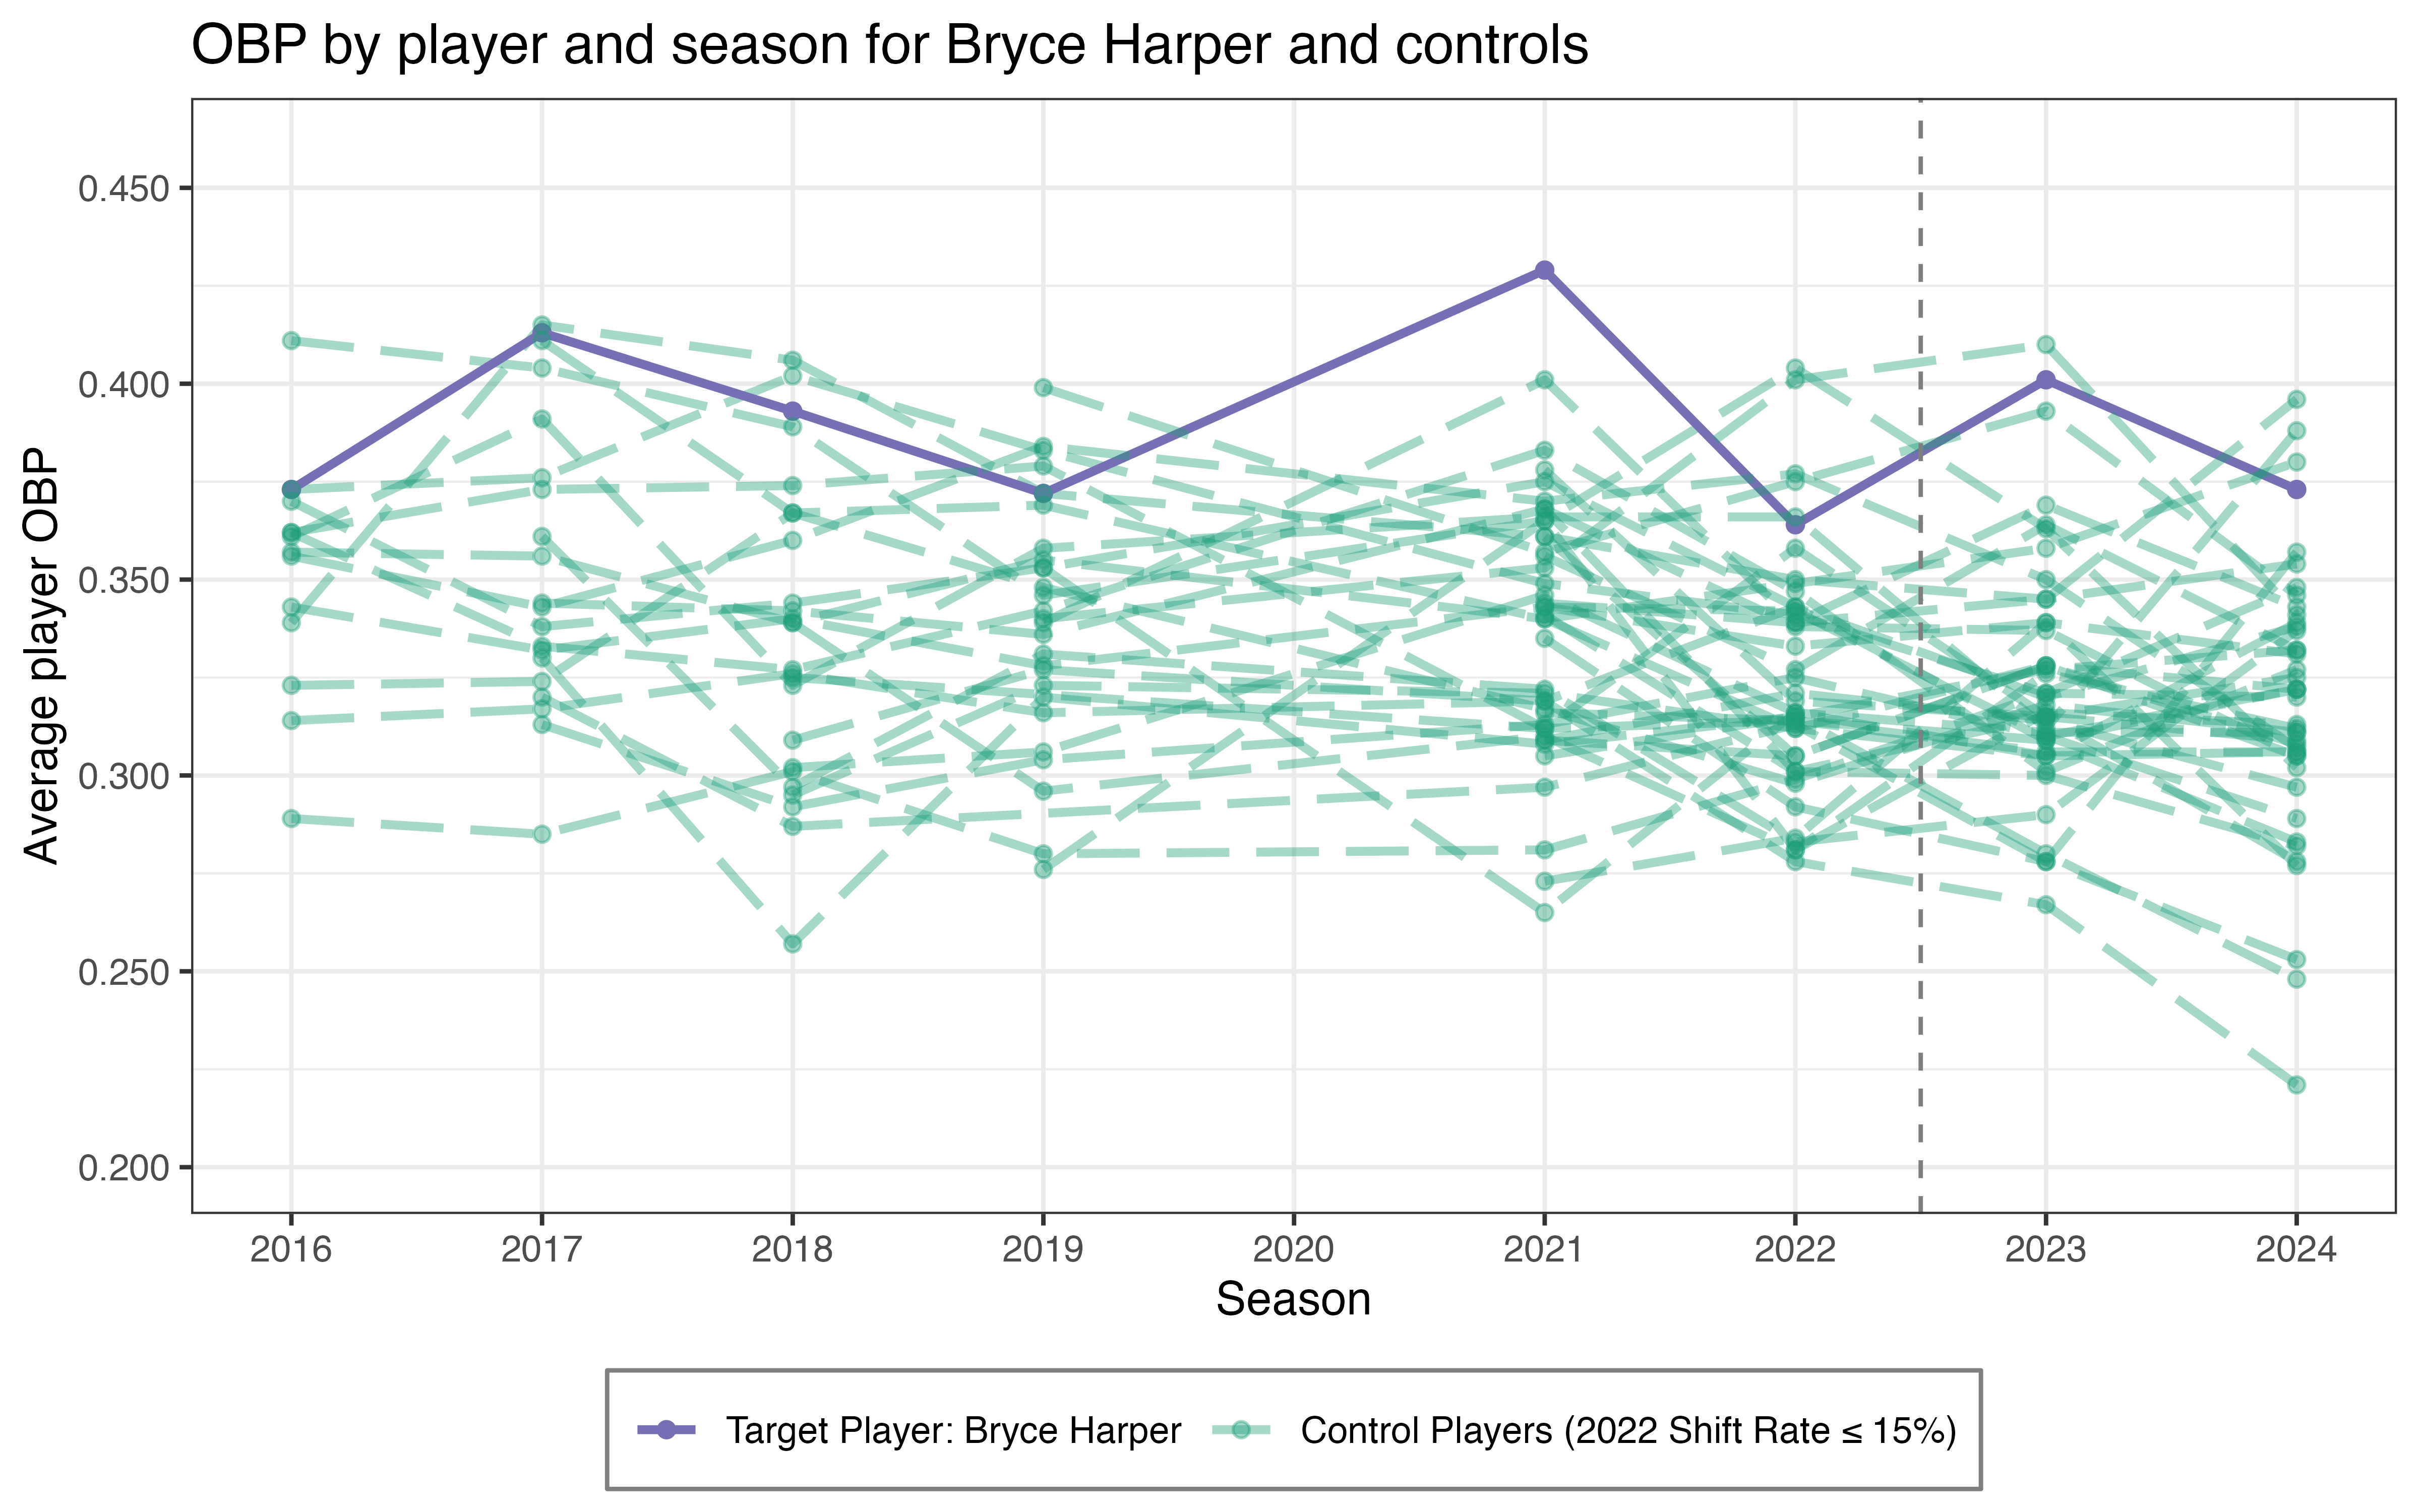 OBP by player and season for Bryce Harper and controls
Average player OBP
0.450
0.400
0.350
0.300
0.250
0.200
2016 2017 2018 2019 2020 2021 2022 2023 2024
Season
Target Player: Bryce Harper Control Players (2022 Shift Rate ≤ 15%)